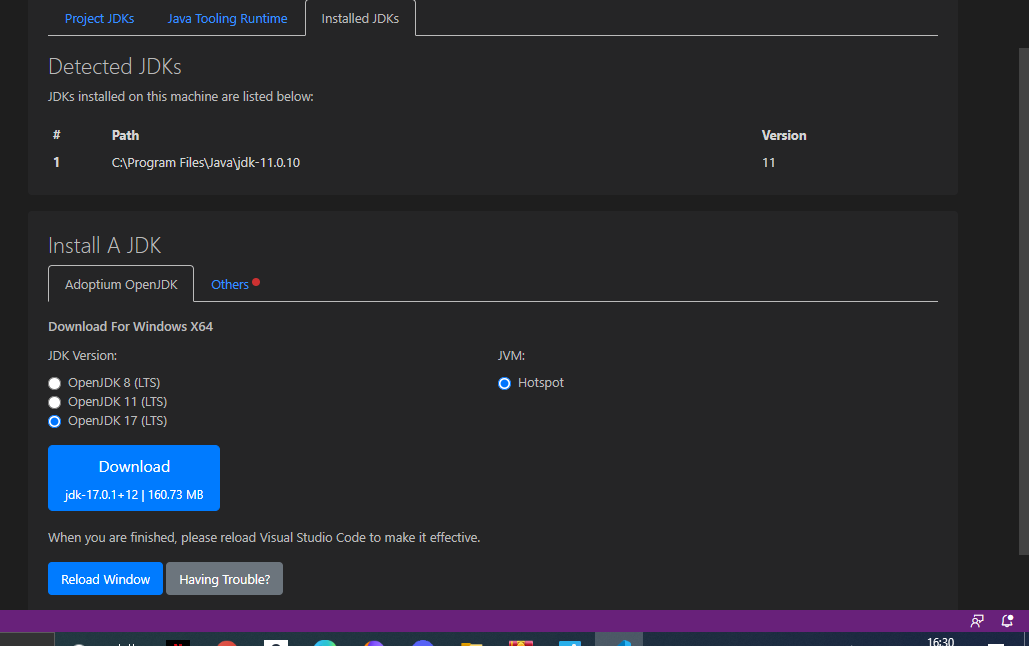 Project JDKs Java Tooling Runtime Installed JDKs
Detected JDKs
JDKs installed on this machine are listed below:
# Path Version
1 C:\Program Files\Java\jdk-11.0.10 11
Install A JDK
Adoptium OpenJDK Others
Download For Windows X64
JDK Version: JVM:
OpenJDK 8 (LTS) Hotspot
OpenJDK 11 (LTS)
OpenJDK 17 (LTS)
Download
jdk-17.0.1+12 | 160.73 MB
When you are finished, please reload Visual Studio Code to make it effective.
Reload Window Having Trouble?
16:30